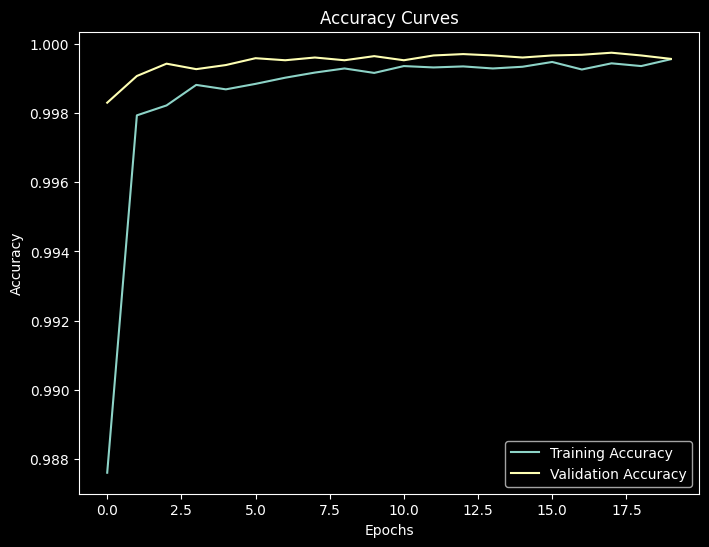 Accuracy Curves
Accuracy
1.000
0.998
0.996
0.994
0.992
0.990
0.988
0.0 2.5 5.0 7.5 10.0 12.5 15.0 17.5
Epochs
Training Accuracy
Validation Accuracy